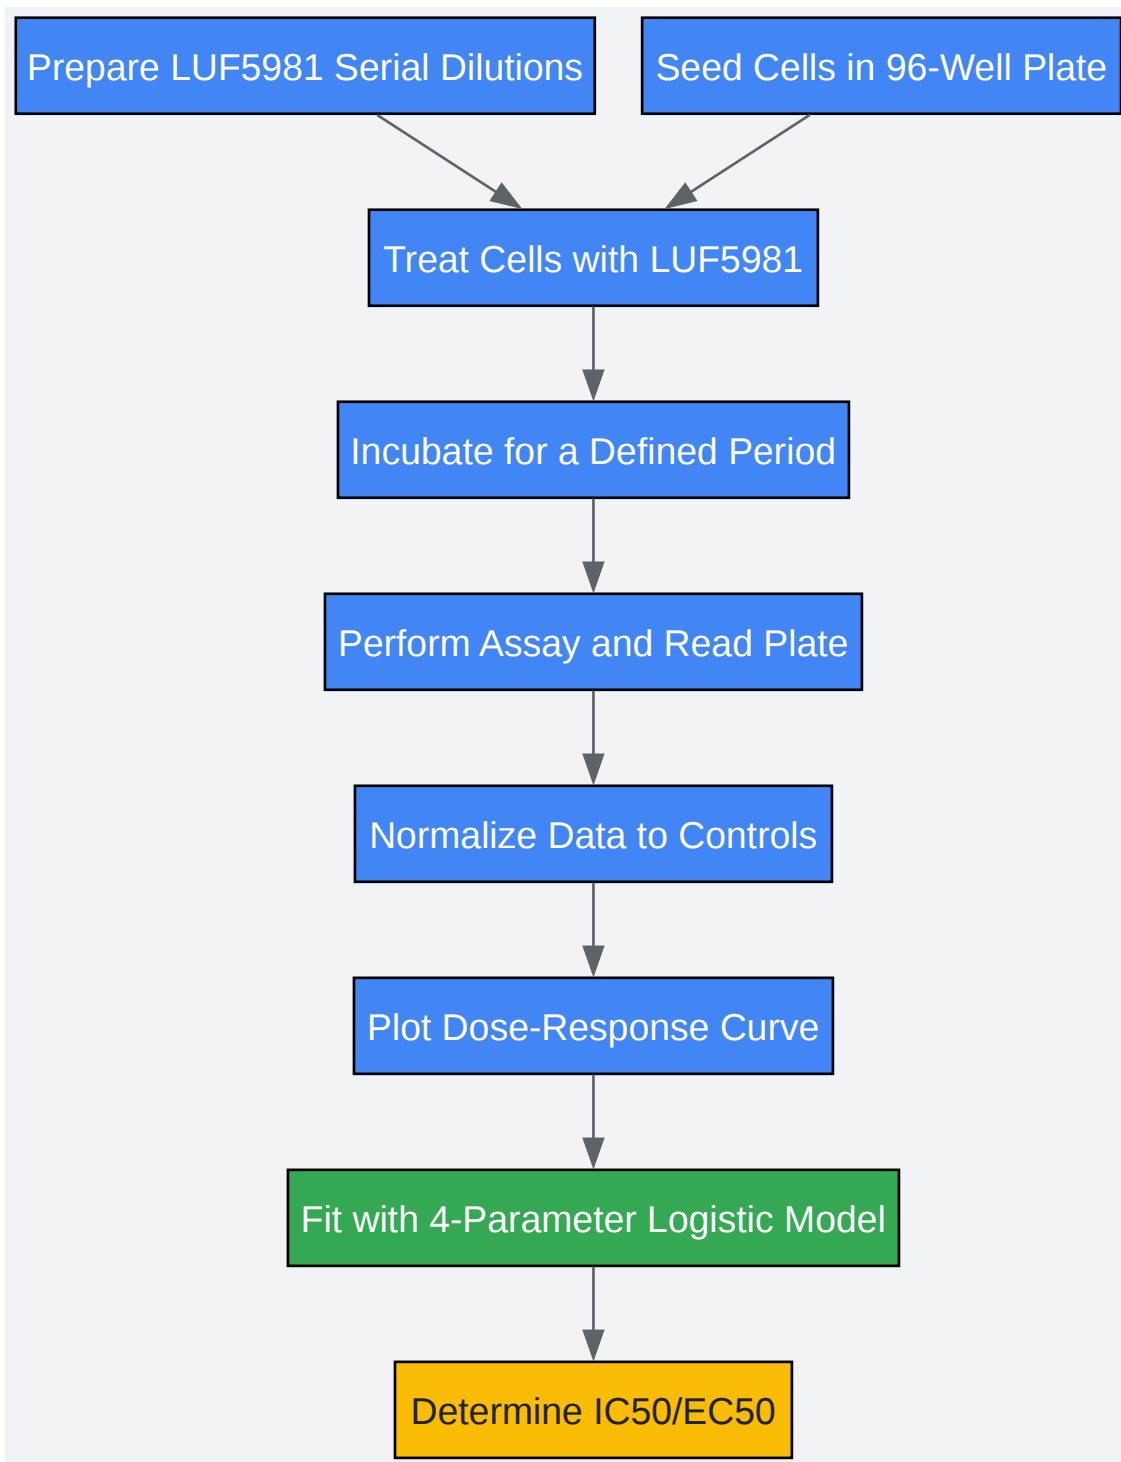 Prepare LUF5981 Serial Dilutions
Seed Cells in 96-Well Plate
Treat Cells with LUF5981
Incubate for a Defined Period
Perform Assay and Read Plate
Normalize Data to Controls
Plot Dose-Response Curve
Fit with 4-Parameter Logistic Model
Determine IC50/EC50